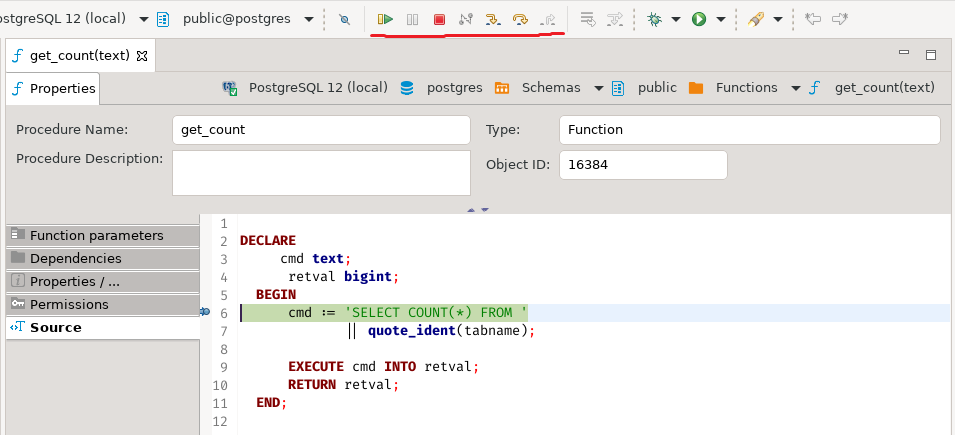 PostgreSQL 12 (local) public@postgres
get_count(text)
Properties PostgreSQL 12 (local) postgres Schemas public Functions get_count(text)
Procedure Name: get_count Type: Function
Procedure Description: Object ID: 16384
Function parameters
Dependencies
Properties / ...
Permissions
Source
1
2 DECLARE
3 cmd text;
4 retval bigint;
5 BEGIN
6 cmd := 'SELECT COUNT(*) FROM '
7 || quote_ident(tabname);
8
9 EXECUTE cmd INTO retval;
10 RETURN retval;
11 END;
12